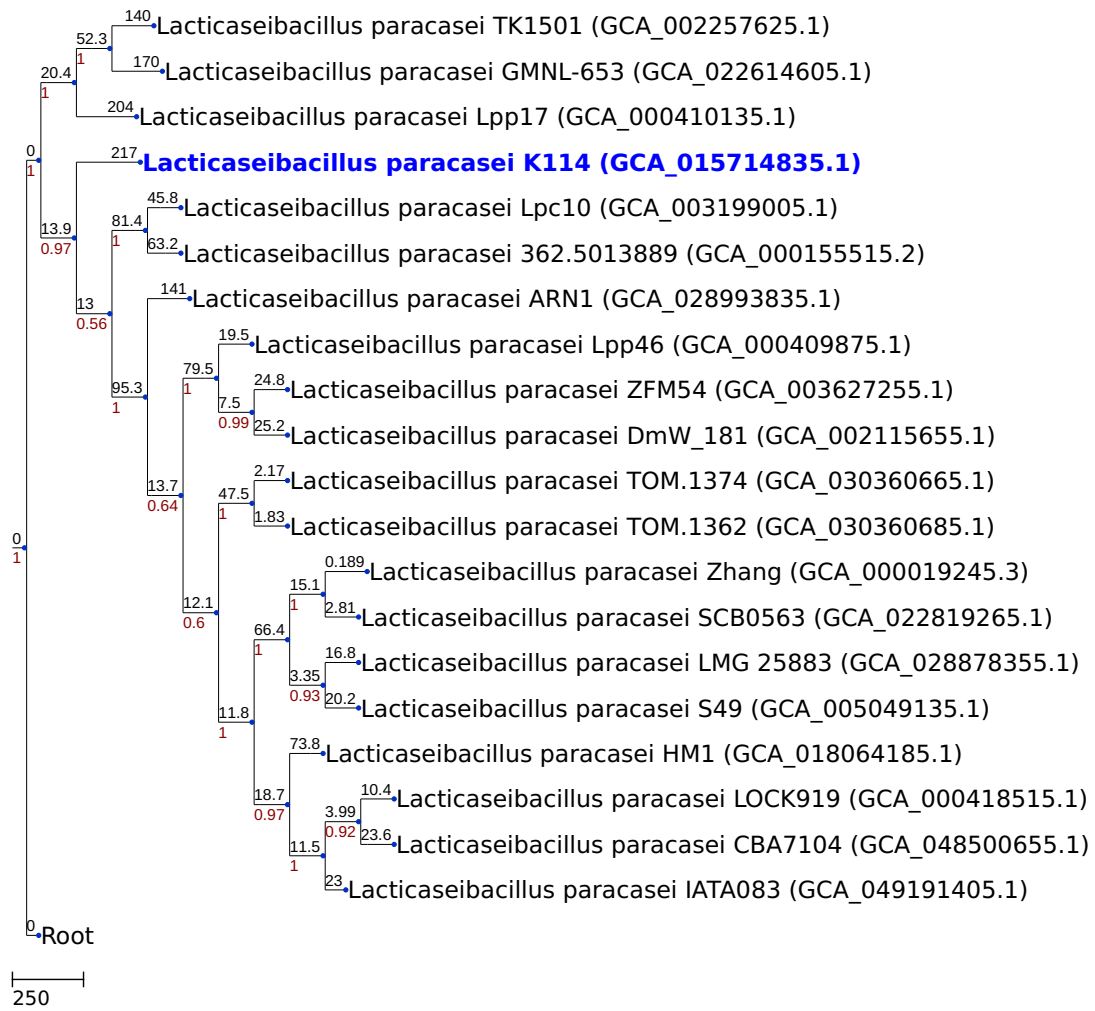 140
Lacticaseibacillus paracasei TK1501 (GCA_002257625.1)
52.3
1
170
Lacticaseibacillus paracasei GMNL-653 (GCA_022614605.1)
20.4
1
204
Lacticaseibacillus paracasei Lpp17 (GCA_000410135.1)
0
1
217
Lacticaseibacillus paracasei K114 (GCA_015714835.1)
45.8
Lacticaseibacillus paracasei Lpc10 (GCA_003199005.1)
81.4
1
13.9
0.97
63.2
Lacticaseibacillus paracasei 362.5013889 (GCA_000155515.2)
141
Lacticaseibacillus paracasei ARN1 (GCA_028993835.1)
13
0.56
19.5
Lacticaseibacillus paracasei Lpp46 (GCA_000409875.1)
79.5
1
24.8
Lacticaseibacillus paracasei ZFM54 (GCA_003627255.1)
95.3
1
7.5
0.99
25.2
Lacticaseibacillus paracasei DmW_181 (GCA_002115655.1)
2.17
Lacticaseibacillus paracasei TOM.1374 (GCA_030360665.1)
13.7
0.64
47.5
1
1.83
Lacticaseibacillus paracasei TOM.1362 (GCA_030360685.1)
0
1
0.189
Lacticaseibacillus paracasei Zhang (GCA_000019245.3)
15.1
1
2.81
Lacticaseibacillus paracasei SCB0563 (GCA_022819265.1)
12.1
0.6
66.4
1
16.8
Lacticaseibacillus paracasei LMG 25883 (GCA_028878355.1)
3.35
0.93
20.2
Lacticaseibacillus paracasei S49 (GCA_005049135.1)
11.8
1
73.8
Lacticaseibacillus paracasei HM1 (GCA_018064185.1)
18.7
0.97
10.4
Lacticaseibacillus paracasei LOCK919 (GCA_000418515.1)
3.99
0.92
23.6
Lacticaseibacillus paracasei CBA7104 (GCA_048500655.1)
11.5
1
23
Lacticaseibacillus paracasei IATA083 (GCA_049191405.1)
0
Root
250